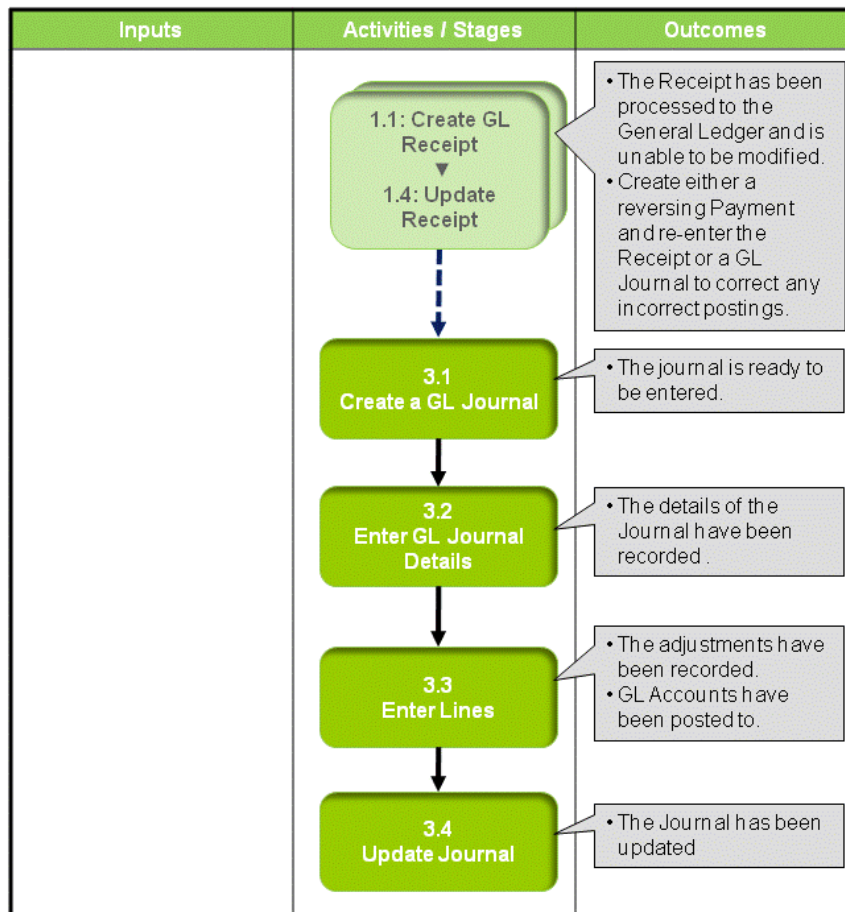 Inputs
Activities / Stages
Outcomes
1.1: Create GL
Receipt
▼
1.4: Update
Receipt
• The Receipt has been
processed to the
General Ledger and is
unable to be modified.
• Create either a
reversing Payment
and re-enter the
Receipt or a GL
Journal to correct any
incorrect postings.
3.1
Create a GL Journal
• The journal is ready to
be entered.
3.2
Enter GL Journal
Details
• The details of the
Journal have been
recorded .
3.3
Enter Lines
• The adjustments have
been recorded.
• GL Accounts have
been posted to.
3.4
Update Journal
• The Journal has been
updated